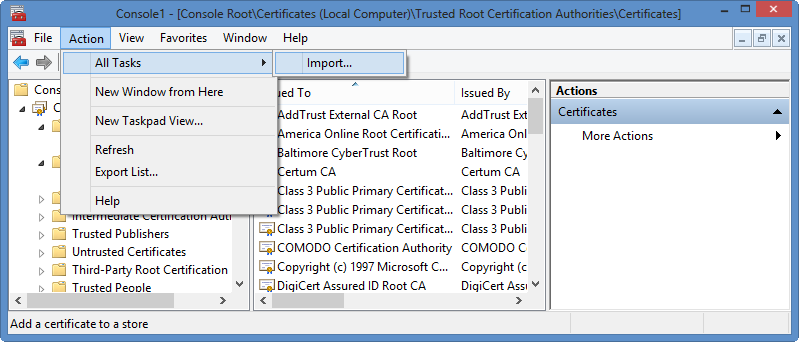 Console1 - [Console Root\Certificates (Local Computer)\Trusted Root Certification Authorities\Certificates]
File Action View Favorites Window Help
All Tasks
Import...
New Window from Here
New Taskpad View...
Refresh
Export List...
Help
Cons
C
Intermediate Certification Aut
Trusted Publishers
Untrusted Certificates
Third-Party Root Certification
Trusted People
ued To Issued By
AddTrust External CA Root AddTrust Ext
America Online Root Certificati... America Onl
Baltimore CyberTrust Root Baltimore Cy
Certum CA Certum CA
Class 3 Public Primary Certificat... Class 3 Publi
Class 3 Public Primary Certificat... Class 3 Publi
Class 3 Public Primary Certificat... Class 3 Publi
COMODO Certification Authority COMODO C
Copyright (c) 1997 Microsoft C... Copyright (c)
DigiCert Assured ID Root CA DigiCert Assu
Actions
Certificates
More Actions
Add a certificate to a store